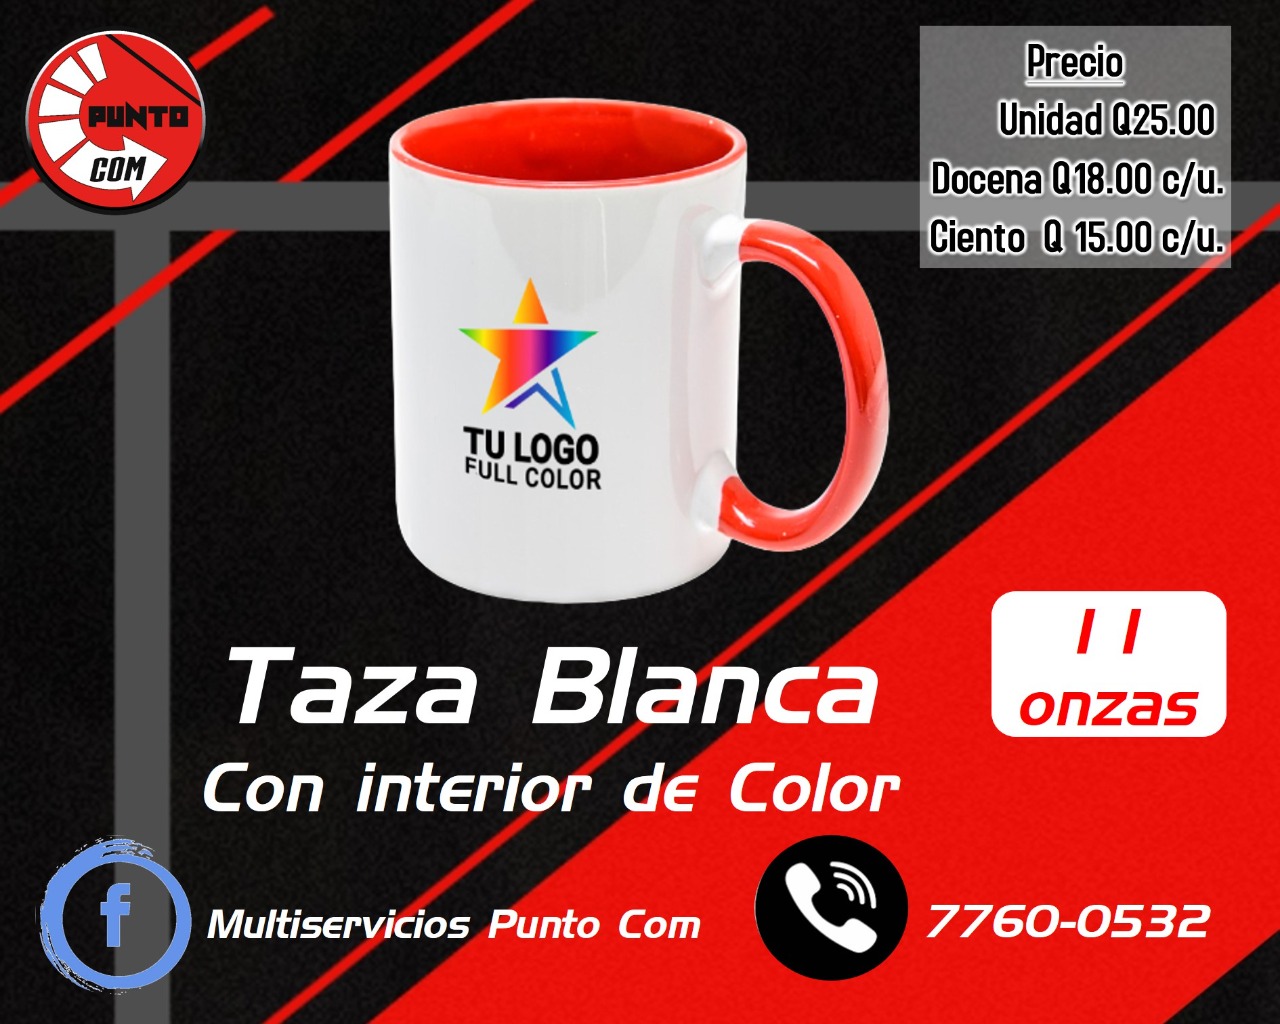 PUNTO
COM
Precio
Unidad Q25.00
Docena Q18.00 c/u.
Ciento Q 15.00 c/u.
TU LOGO
FULL COLOR
11
onzas
Taza Blanca
Con interior de Color
f
Multiservicios Punto Com
7760-0532